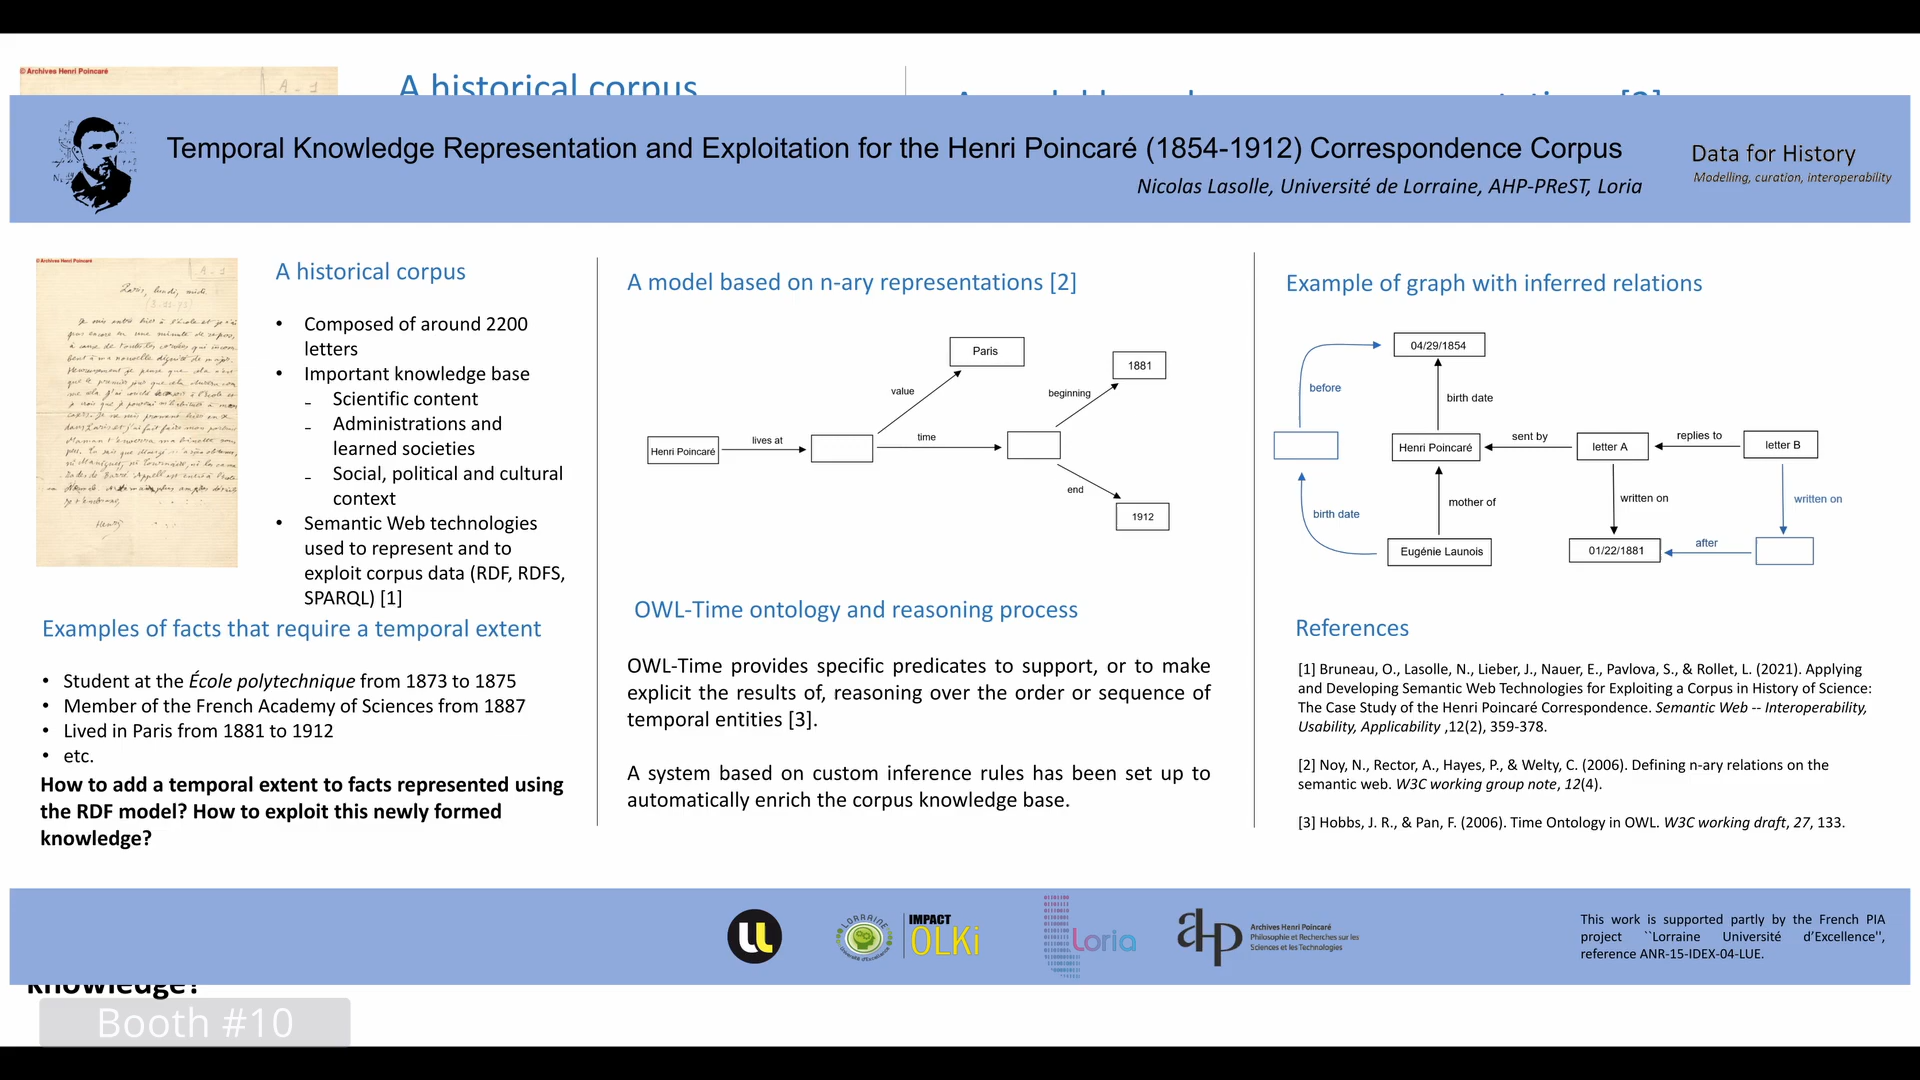 © Archives Henri Poincaré
A - 1
A historical corpus
Temporal Knowledge Representation and Exploitation for the Henri Poincaré (1854-1912) Correspondence Corpus
Nicolas Lasolle, Université de Lorraine, AHP-PReST, Loria
Data for History
Modelling, curation, interoperability
© Archives Henri Poincaré
A - 1
A historical corpus
• Composed of around 2200
letters
• Important knowledge base
- Scientific content
- Administrations and
learned societies
- Social, political and cultural
context
• Semantic Web technologies
used to represent and to
exploit corpus data (RDF, RDFS,
SPARQL) [1]
Examples of facts that require a temporal extent
• Student at the École polytechnique from 1873 to 1875
• Member of the French Academy of Sciences from 1887
• Lived in Paris from 1881 to 1912
• etc.
How to add a temporal extent to facts represented using
the RDF model? How to exploit this newly formed
knowledge?
A model based on n-ary representations [2]
Paris
1881
value
beginning
Henri Poincaré
lives at
time
end
1912
OWL-Time ontology and reasoning process
OWL-Time provides specific predicates to support, or to make
explicit the results of, reasoning over the order or sequence of
temporal entities [3].
A system based on custom inference rules has been set up to
automatically enrich the corpus knowledge base.
Example of graph with inferred relations
04/29/1854
before
birth date
Henri Poincaré
sent by
letter A
replies to
letter B
birth date
mother of
written on
written on
Eugénie Launois
01/22/1881
after
References
[1] Bruneau, O., Lasolle, N., Lieber, J., Nauer, E., Pavlova, S., & Rollet, L. (2021). Applying
and Developing Semantic Web Technologies for Exploiting a Corpus in History of Science:
The Case Study of the Henri Poincaré Correspondence. Semantic Web -- Interoperability,
Usability, Applicability ,12(2), 359-378.
[2] Noy, N., Rector, A., Hayes, P., & Welty, C. (2006). Defining n-ary relations on the
semantic web. W3C working group note, 12(4).
[3] Hobbs, J. R., & Pan, F. (2006). Time Ontology in OWL. W3C working draft, 27, 133.
LORRAINE
Université d'Excellence
IMPACT
OLKi
Loria
ahp
Archives Henri Poincaré
Philosophie et Recherches sur les
Sciences et les Technologies
This work is supported partly by the French PIA
project ``Lorraine Université d'Excellence'',
reference ANR-15-IDEX-04-LUE.
knowledge?
Booth #10